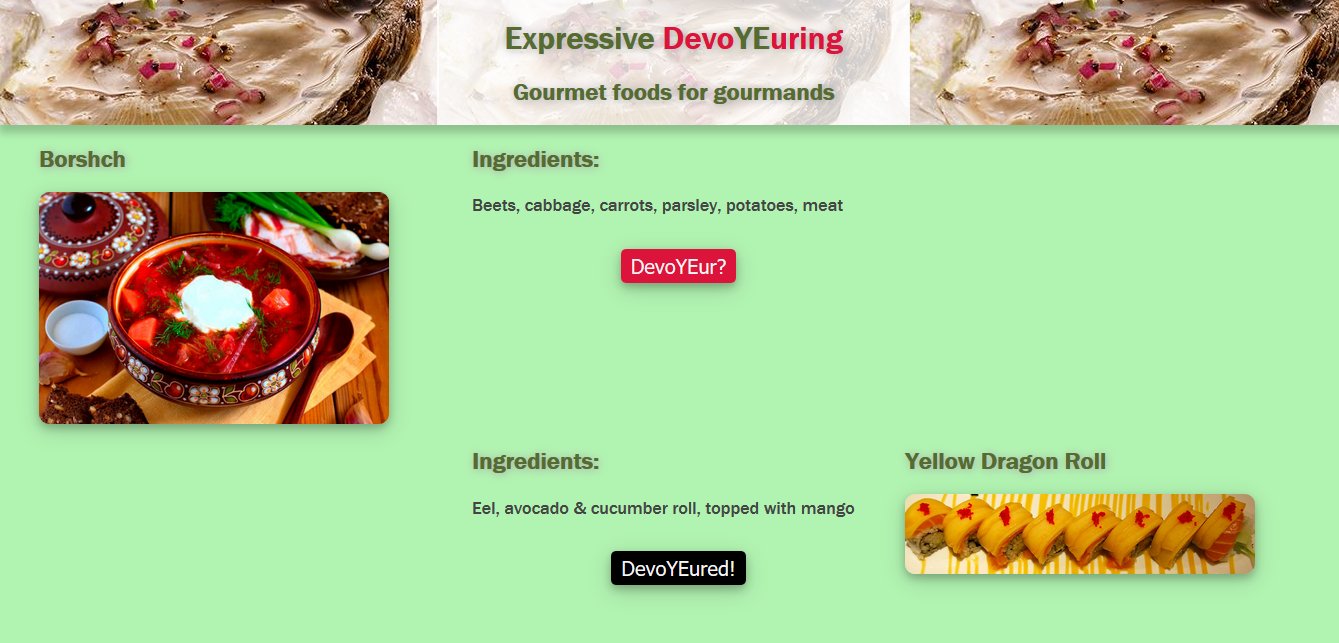 Expressive DevoYEuring
Gourmet foods for gourmands
Borshch
Ingredients:
Beets, cabbage, carrots, parsley, potatoes, meat
DevoYEur?
Ingredients:
Eel, avocado & cucumber roll, topped with mango
DevoYEured!
Yellow Dragon Roll